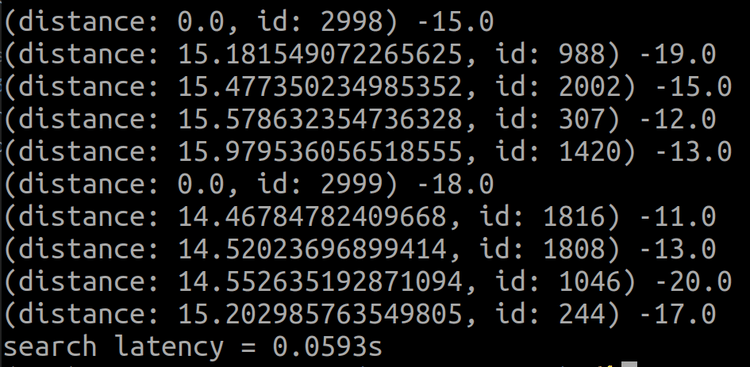 (distance: 0.0, id: 2998) -15.0
(distance: 15.181549072265625, id: 988) -19.0
(distance: 15.477350234985352, id: 2002) -15.0
(distance: 15.578632354736328, id: 307) -12.0
(distance: 15.979536056518555, id: 1420) -13.0
(distance: 0.0, id: 2999) -18.0
(distance: 14.46784782409668, id: 1816) -11.0
(distance: 14.52023696899414, id: 1808) -13.0
(distance: 14.552635192871094, id: 1046) -20.0
(distance: 15.202985763549805, id: 244) -17.0
search latency = 0.0593s